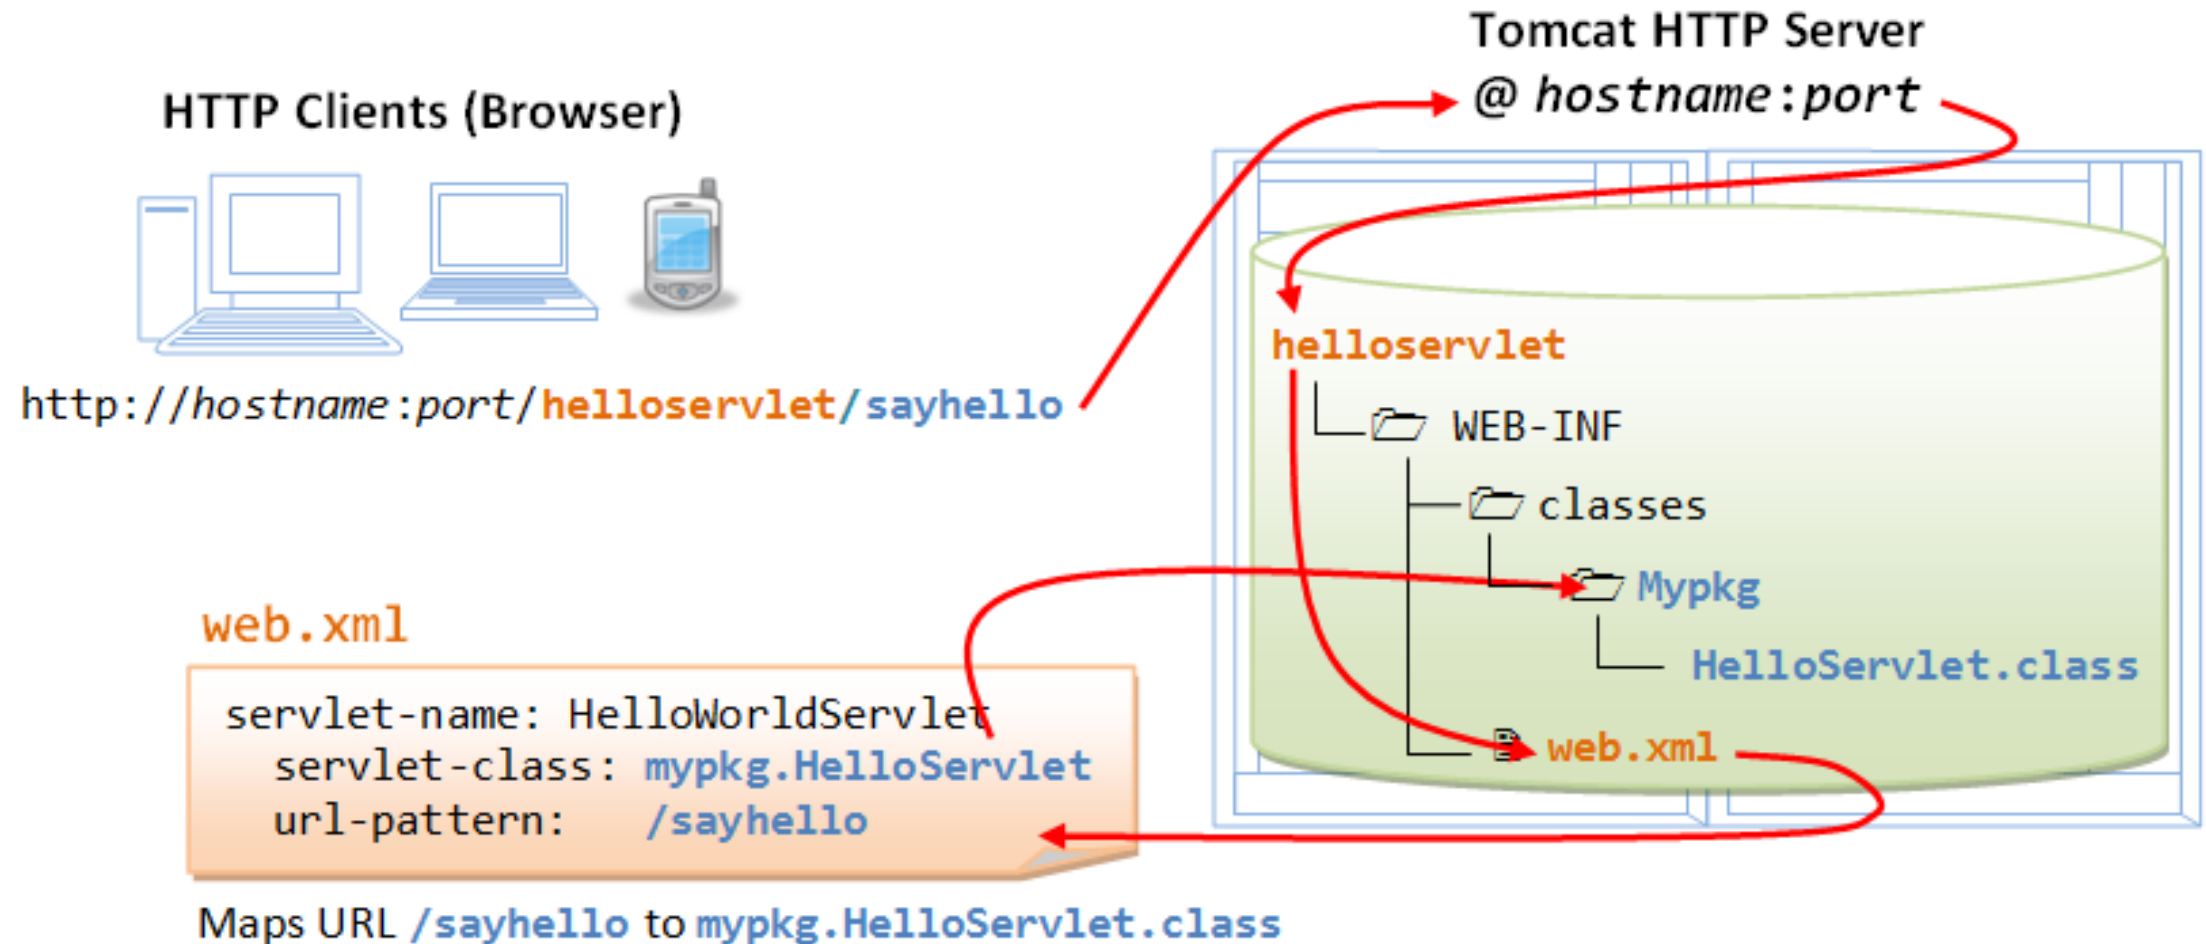 HTTP Clients (Browser)
http://hostname:port/helloservlet/sayhello
Tomcat HTTP Server
@ hostname:port
helloservlet
WEB-INF
classes
Mypkg
HelloServlet.class
web.xml
web.xml
servlet-name: HelloWorldServlet
servlet-class: mypkg.HelloServlet
url-pattern: /sayhello
Maps URL /sayhello to mypkg.HelloServlet.class